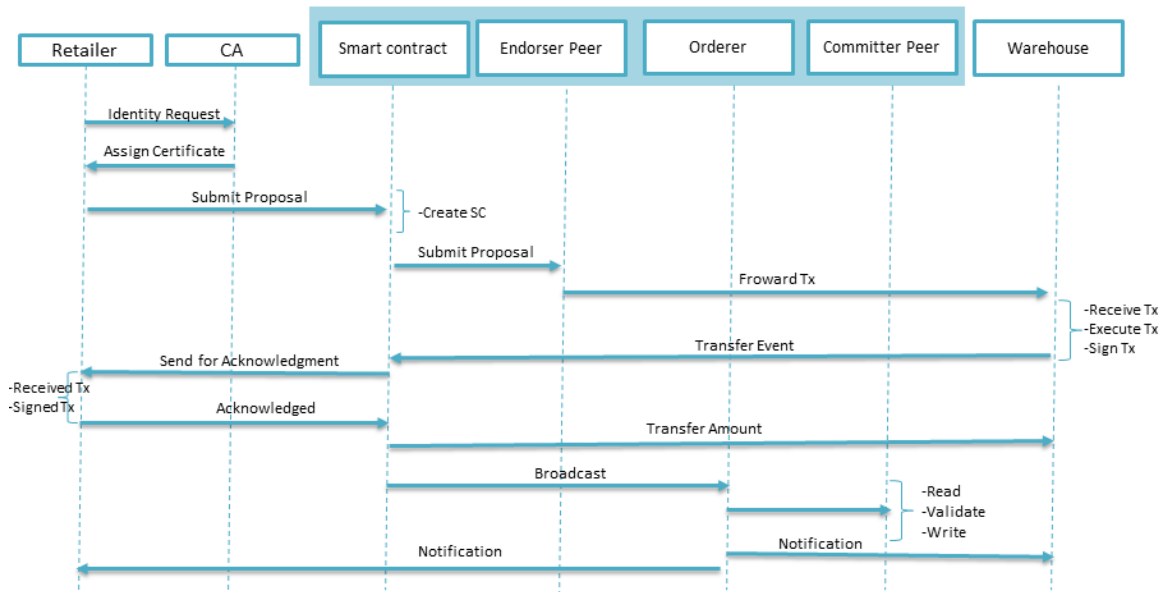 Retailer
CA
Smart contract
Endorser Peer
Orderer
Committer Peer
Warehouse
Identity Request
Assign Certificate
Submit Proposal
-Create SC
Submit Proposal
Froward Tx
-Receive Tx
-Execute Tx
-Sign Tx
Transfer Event
Send for Acknowledgment
-Received Tx
-Signed Tx
Acknowledged
Transfer Amount
Broadcast
-Read
-Validate
-Write
Notification
Notification